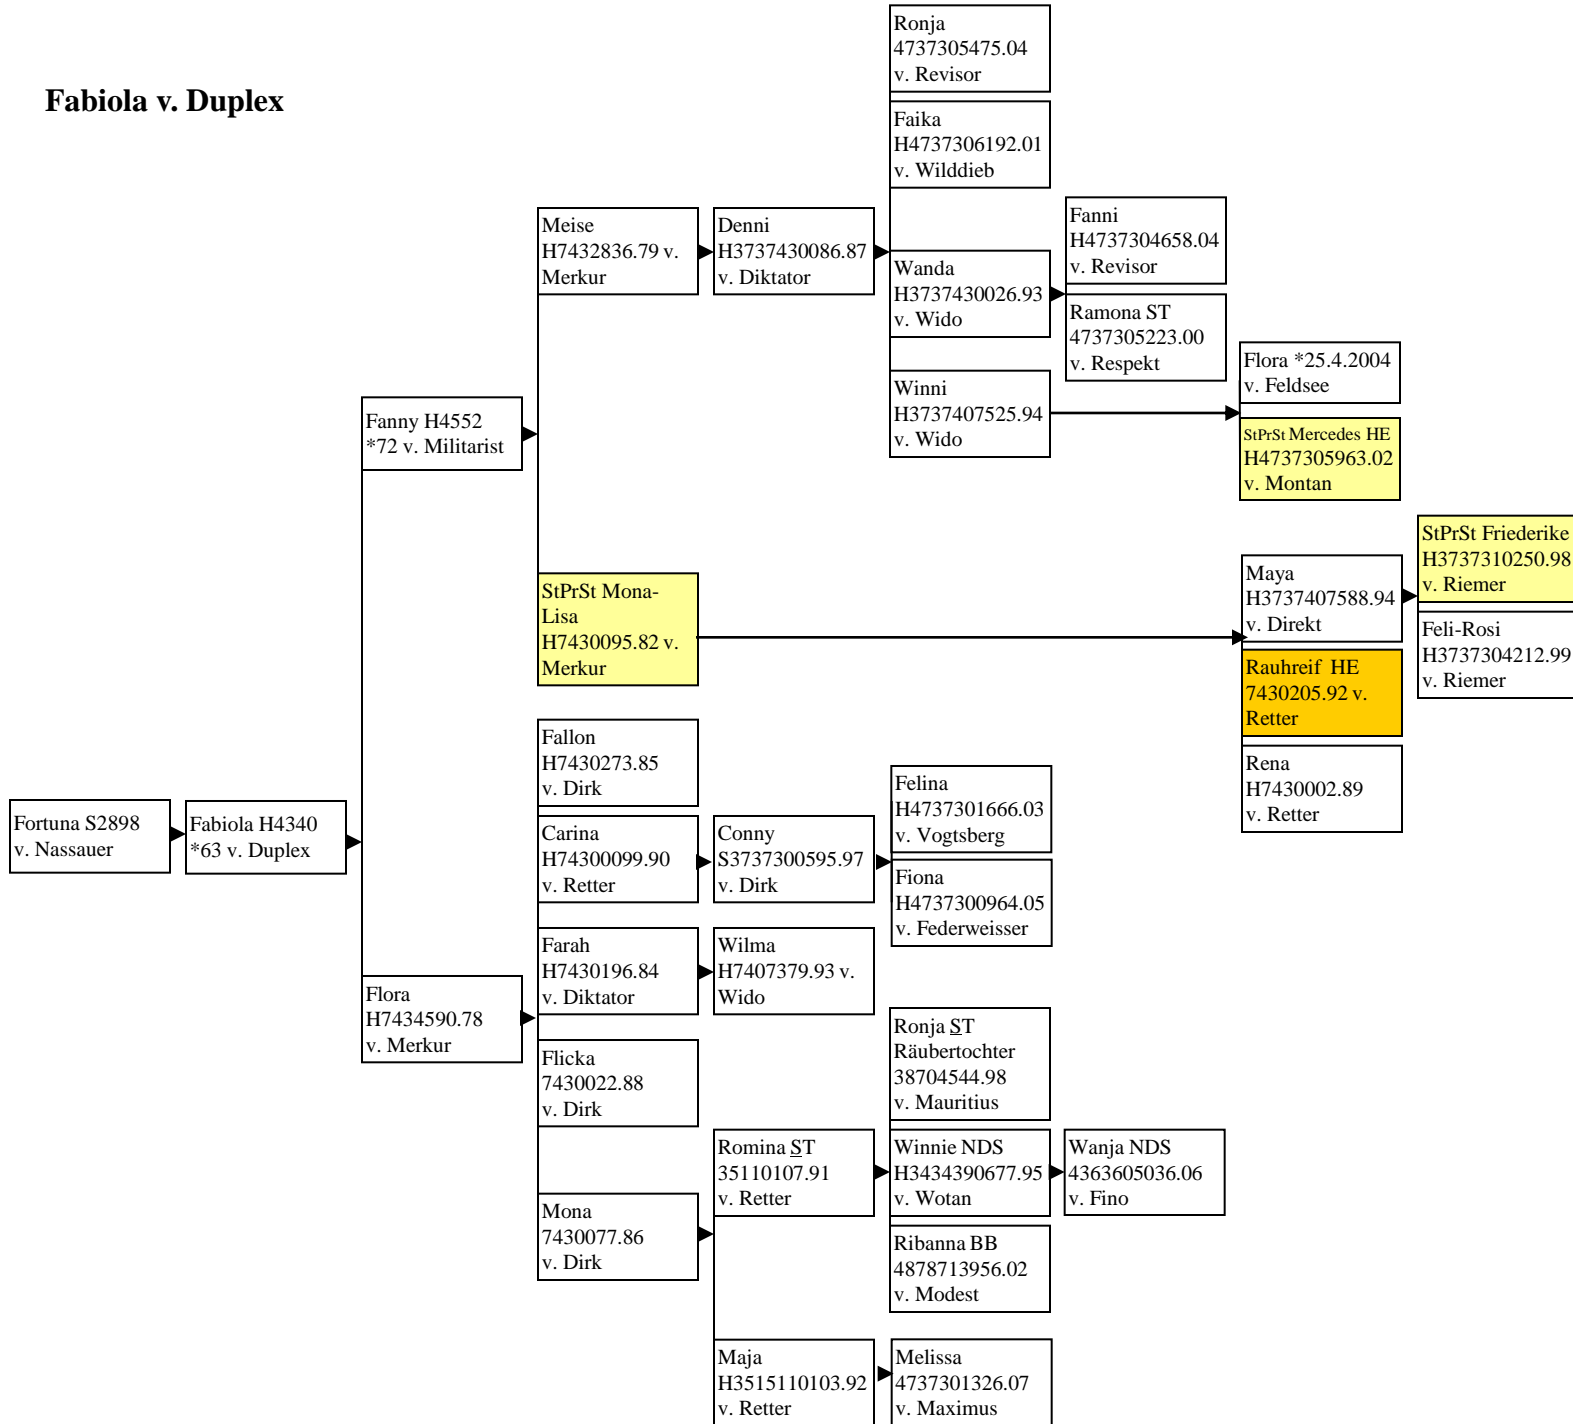 Fabiola v. Duplex
Ronja
4737305475.04
v. Revisor
Faika
H4737306192.01
v. Wilddieb
Meise
H7432836.79 v.
Merkur
Denni
H3737430086.87
v. Diktator
Wanda
H3737430026.93
v. Wido
Fanni
H4737304658.04
v. Revisor
Ramona ST
4737305223.00
v. Respekt
Winni
H3737407525.94
v. Wido
Flora *25.4.2004
v. Feldsee
StPrSt Mercedes HE
H4737305963.02
v. Montan
Fanny H4552
*72 v. Militarist
StPrSt Mona-
Lisa
H7430095.82 v.
Merkur
Maya
H3737407588.94
v. Direkt
StPrSt Friederike
H3737310250.98
v. Riemer
Feli-Rosi
H3737304212.99
v. Riemer
Rauhreif HE
7430205.92 v.
Retter
Rena
H7430002.89
v. Retter
Fortuna S2898
v. Nassauer
Fabiola H4340
*63 v. Duplex
Fallon
H7430273.85
v. Dirk
Carina
H74300099.90
v. Retter
Conny
S3737300595.97
v. Dirk
Felina
H4737301666.03
v. Vogtsberg
Fiona
H4737300964.05
v. Federweisser
Farah
H7430196.84
v. Diktator
Wilma
H7407379.93 v.
Wido
Flora
H7434590.78
v. Merkur
Flicka
7430022.88
v. Dirk
Ronja ST
Räubertochter
38704544.98
v. Mauritius
Romina ST
35110107.91
v. Retter
Winnie NDS
H3434390677.95
v. Wotan
Wanja NDS
4363605036.06
v. Fino
Mona
7430077.86
v. Dirk
Ribanna BB
4878713956.02
v. Modest
Maja
H3515110103.92
v. Retter
Melissa
4737301326.07
v. Maximus